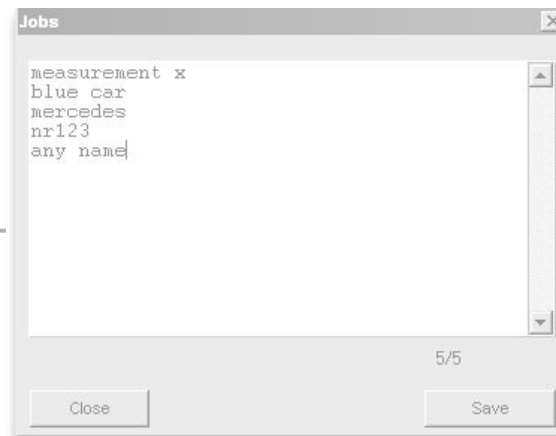 Jobs
measurement x
blue car
mercedes
nr123
any name
5/5
Close
Save